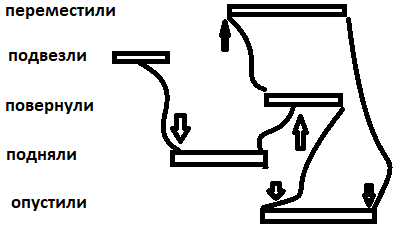 переместили
подвезли
повернули
подняли
опустили